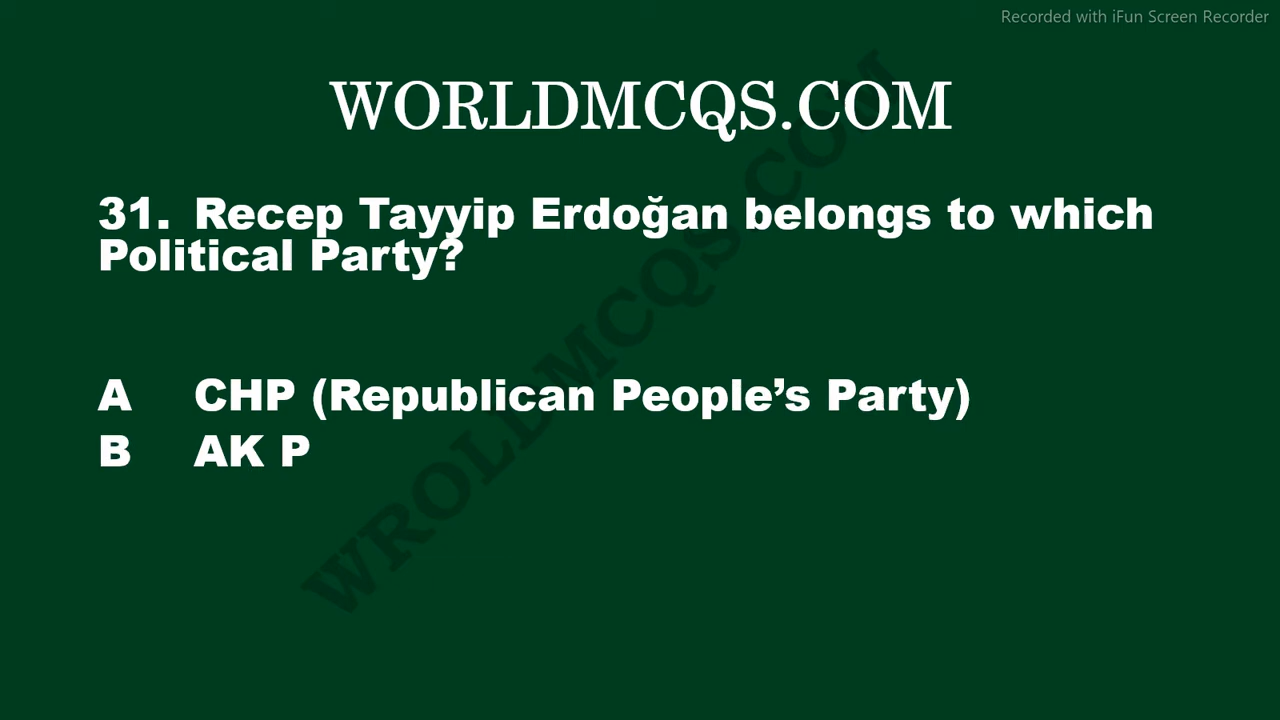 Recorded with iFun Screen Recorder
WORLDMCQS.COM
31. Recep Tayyip Erdoğan belongs to which
Political Party?
A CHP (Republican People’s Party)
B AK P
WROLDMCQS.COM